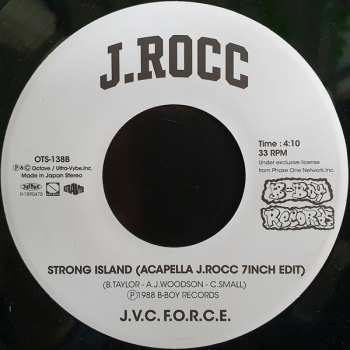 J.ROCC
OTS-138B
Ⓟ&© Octave / Ultra-Vybe.Inc.
Made in Japan Stereo
Time : 4:10
33 RPM
Under exclusive license
from Phase One Network,Inc.
B-BOY
RECORDS
STRONG ISLAND (ACAPELLA J.ROCC 7INCH EDIT)
(B.TAYLOR - A.J.WOODSON - C.SMALL)
Ⓟ1988 B-BOY RECORDS
J.V.C. F.O.R.C.E.